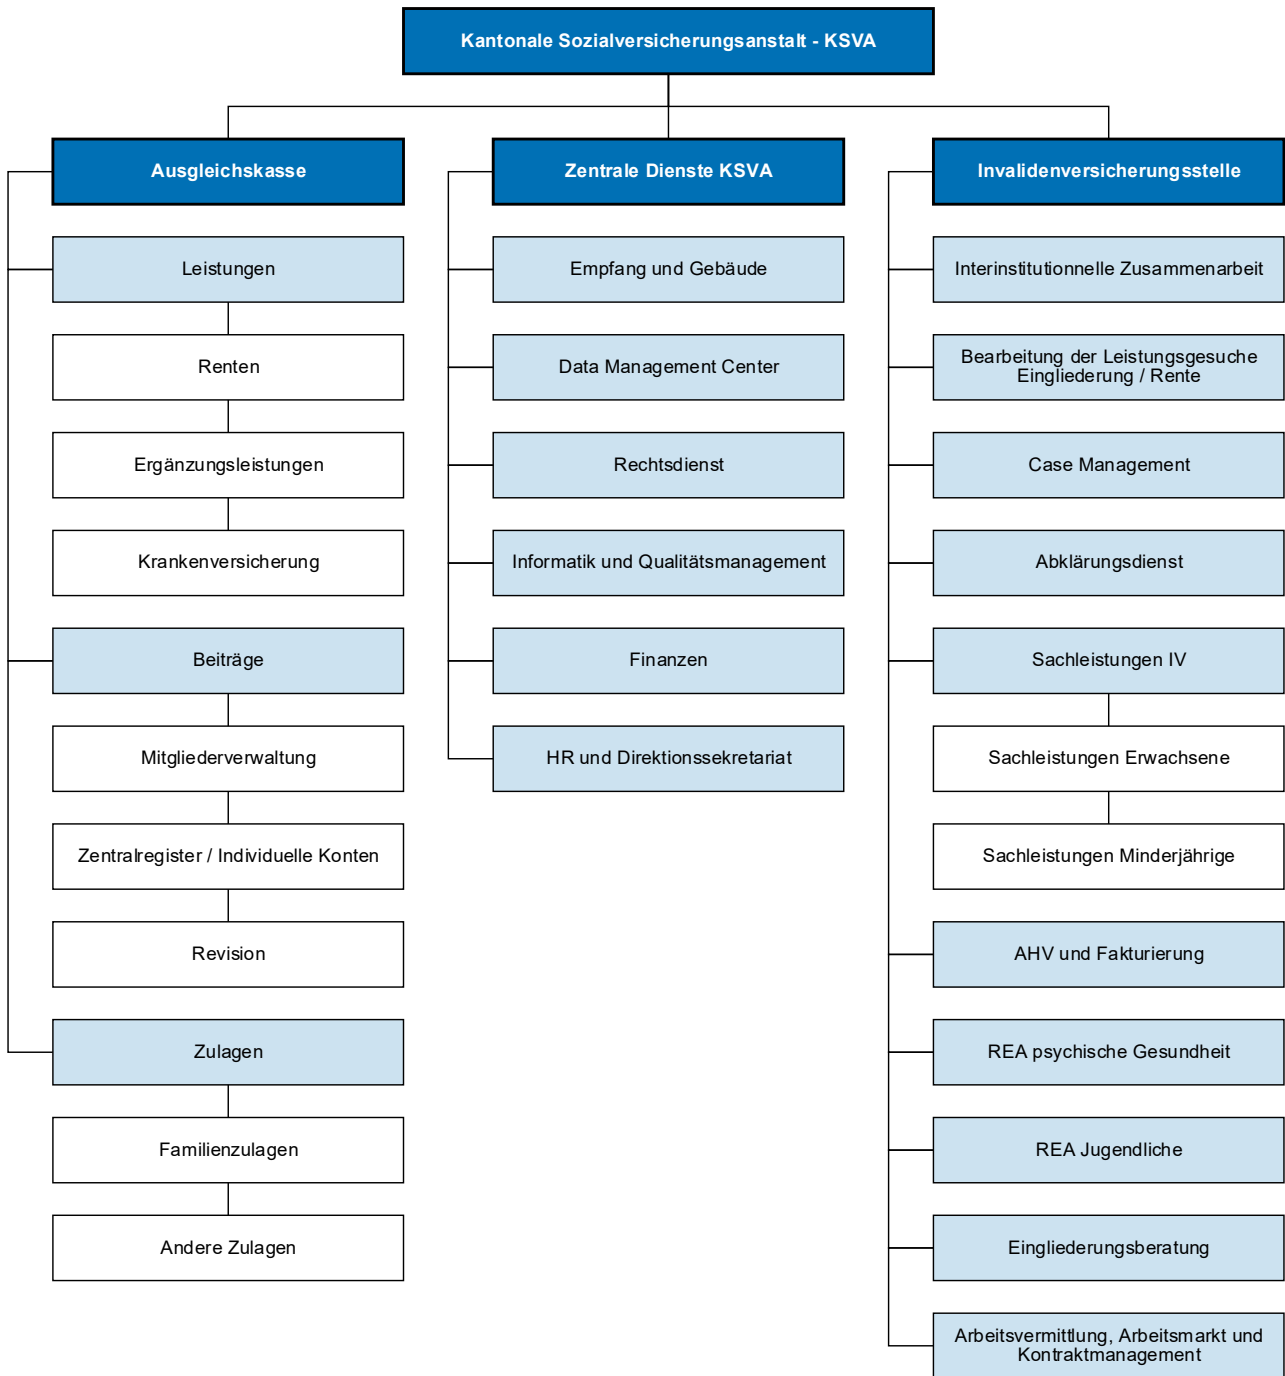 Kantonale Sozialversicherungsanstalt - KSVA
Ausgleichskasse
Leistungen
Renten
Ergänzungsleistungen
Krankenversicherung
Beiträge
Mitgliederverwaltung
Zentralregister / Individuelle Konten
Revision
Zulagen
Familienzulagen
Andere Zulagen
Zentrale Dienste KSVA
Empfang und Gebäude
Data Management Center
Rechtsdienst
Informatik und Qualitätsmanagement
Finanzen
HR und Direktionssekretariat
Invalidenversicherungsstelle
Interinstitutionnelle Zusammenarbeit
Bearbeitung der Leistungsgesuche
Eingliederung / Rente
Case Management
Abklärungsdienst
Sachleistungen IV
Sachleistungen Erwachsene
Sachleistungen Minderjährige
AHV und Fakturierung
REA psychische Gesundheit
REA Jugendliche
Eingliederungsberatung
Arbeitsvermittlung, Arbeitsmarkt und
Kontraktmanagement